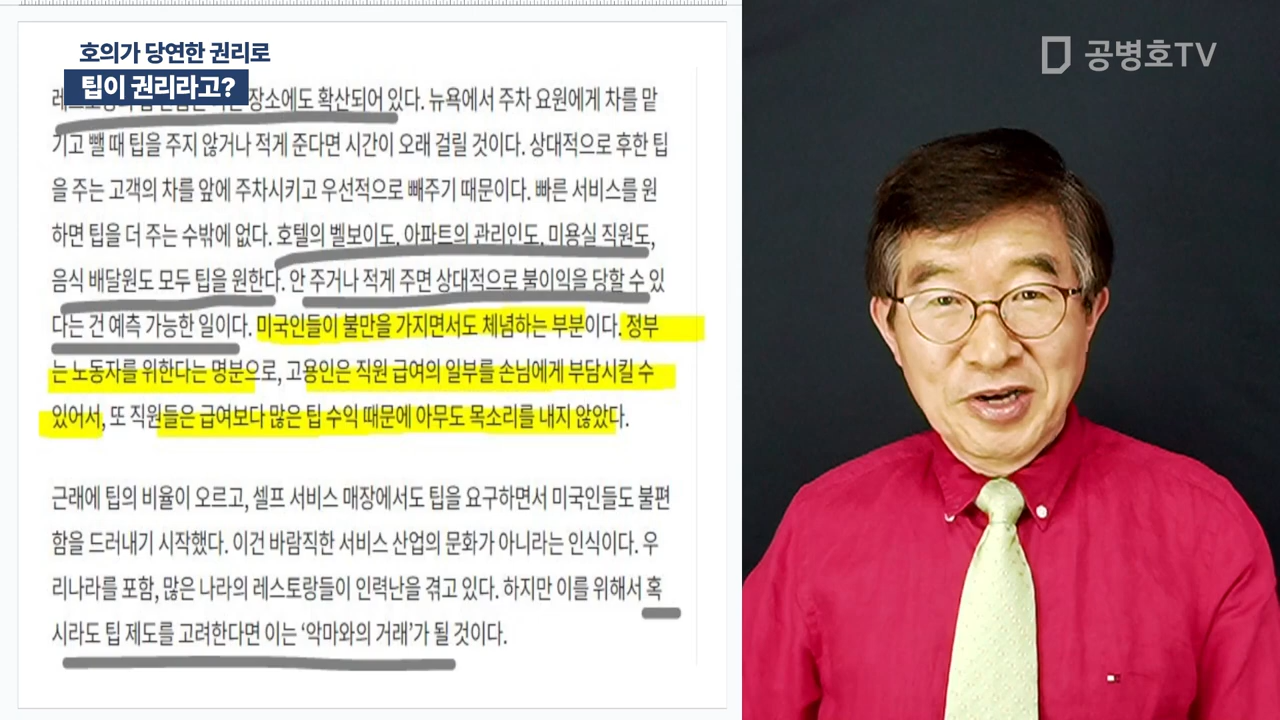 호의가 당연한 권리로
팁이 권리라고?
공병호TV
장소에도 확산되어 있다. 뉴욕에서 주차 요원에게 차를 맡
기고 뺄 때 팁을 주지 않거나 적게 준다면 시간이 오래 걸릴 것이다. 상대적으로 후한 팁
을 주는 고객의 차를 앞에 주차시키고 우선적으로 빼주기 때문이다. 빠른 서비스를 원
하면 팁을 더 주는 수밖에 없다. 호텔의 벨보이도, 아파트의 관리인도, 미용실 직원도,
음식 배달원도 모두 팁을 원한다. 안 주거나 적게 주면 상대적으로 불이익을 당할 수 있
다는 건 예측 가능한 일이다. 미국인들이 불만을 가지면서도 체념하는 부분이다. 정부
는 노동자를 위한다는 명분으로, 고용인은 직원 급여의 일부를 손님에게 부담시킬 수
있어서, 또 직원들은 급여보다 많은 팁 수익 때문에 아무도 목소리를 내지 않았다.
근래에 팁의 비율이 오르고, 셀프 서비스 매장에서도 팁을 요구하면서 미국인들도 불편
함을 드러내기 시작했다. 이건 바람직한 서비스 산업의 문화가 아니라는 인식이다. 우
리나라를 포함, 많은 나라의 레스토랑들이 인력난을 겪고 있다. 하지만 이를 위해서 혹
시라도 팁 제도를 고려한다면 이는 ‘악마와의 거래’가 될 것이다.